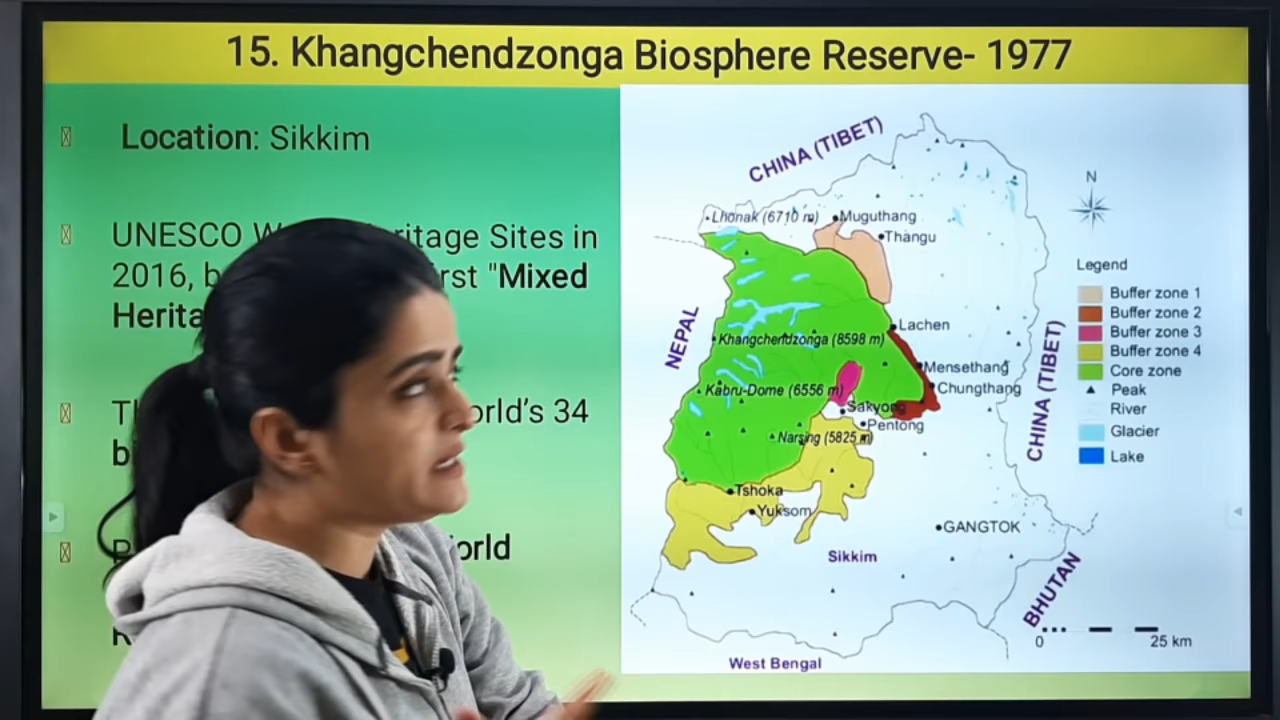 15. Khangchendzonga Biosphere Reserve- 1977
Location: Sikkim
UNESCO ritage Sites in
2016, "Mixed
Herita
orld's 34
orld
CHINA (TIBET)
Lhonak (6710 m)
Muguthang
Thangu
NEPAL
Lachen
Khangchendzonga (8598 m)
Mensethang
Chungthang
Kabru-Dome (6556 m)
Sakyong
Pentong
Narsing (5825 m)
Tshoka
Yuksom
GANGTOK
Sikkim
CHINA (TIBET)
BHUTAN
West Bengal
N
Legend
Buffer zone 1
Buffer zone 2
Buffer zone 3
Buffer zone 4
Core zone
Peak
River
Glacier
Lake
0 25 km